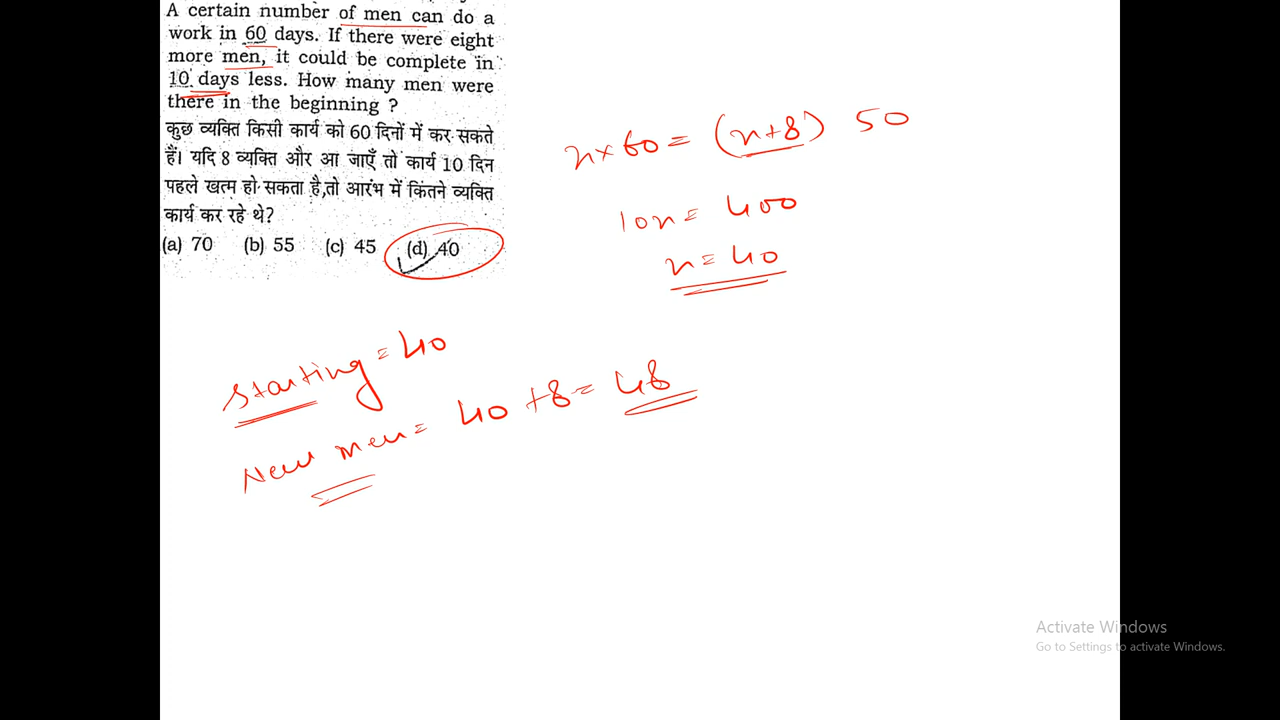 A certain number of men can do a
work in 60 days. If there were eight
more men, it could be complete in
10 days less. How many men were
there in the beginning ?
कुछ व्यक्ति किसी कार्य को 60 दिनों में कर सकते
हैं। यदि 8 व्यक्ति और आ जाएँ तो कार्य 10 दिन
पहले खत्म हो सकता है,तो आरंभ में कितने व्यक्ति
कार्य कर रहे थे?
(a) 70 (b) 55 (c) 45 (d) 40
x×60 = (x+8) 50
10x = 400
x = 40
Starting = 40
New men = 40 +8 = 48
Activate Windows
Go to Settings to activate Windows.